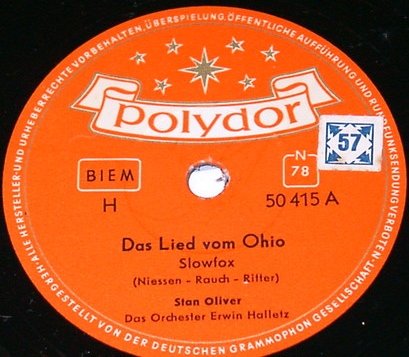 ALLE HERSTELLER- UND URHEBERRECHTE VORBEHALTEN, ÜBERSPIELUNG, ÖFFENTLICHE AUFFÜHRUNG UND RUNDFUNKSENDUNG VERBOTEN
polydor
57
BIEM
N
78
H
50 415 A
Das Lied vom Ohio
Slowfox
(Niessen - Rauch - Ritter)
Stan Oliver
Das Orchester Erwin Halletz
HERGESTELLT VON DER DEUTSCHEN GRAMMOPHON GESELLSCHAFT